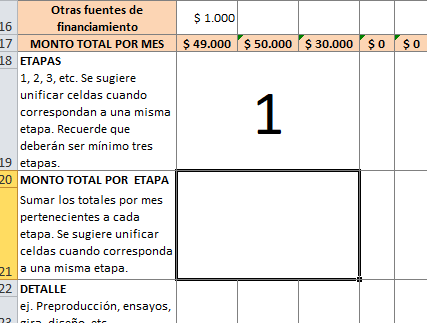 Otras fuentes de
financiamiento
$ 1.000
16
17 MONTO TOTAL POR MES $ 49.000 $ 50.000 $ 30.000 $ 0 $ 0
18 ETAPAS
1, 2, 3, etc. Se sugiere
unificar celdas cuando
correspondan a una misma
etapa. Recuerde que
deberán ser mínimo tres
19 etapas.
1
20 MONTO TOTAL POR ETAPA
Sumar los totales por mes
pertenecientes a cada
etapa. Se sugiere unificar
celdas cuando corresponda
21 a una misma etapa.
22 DETALLE
ej. Preproducción, ensayos,
23 gira, diseño, etc.